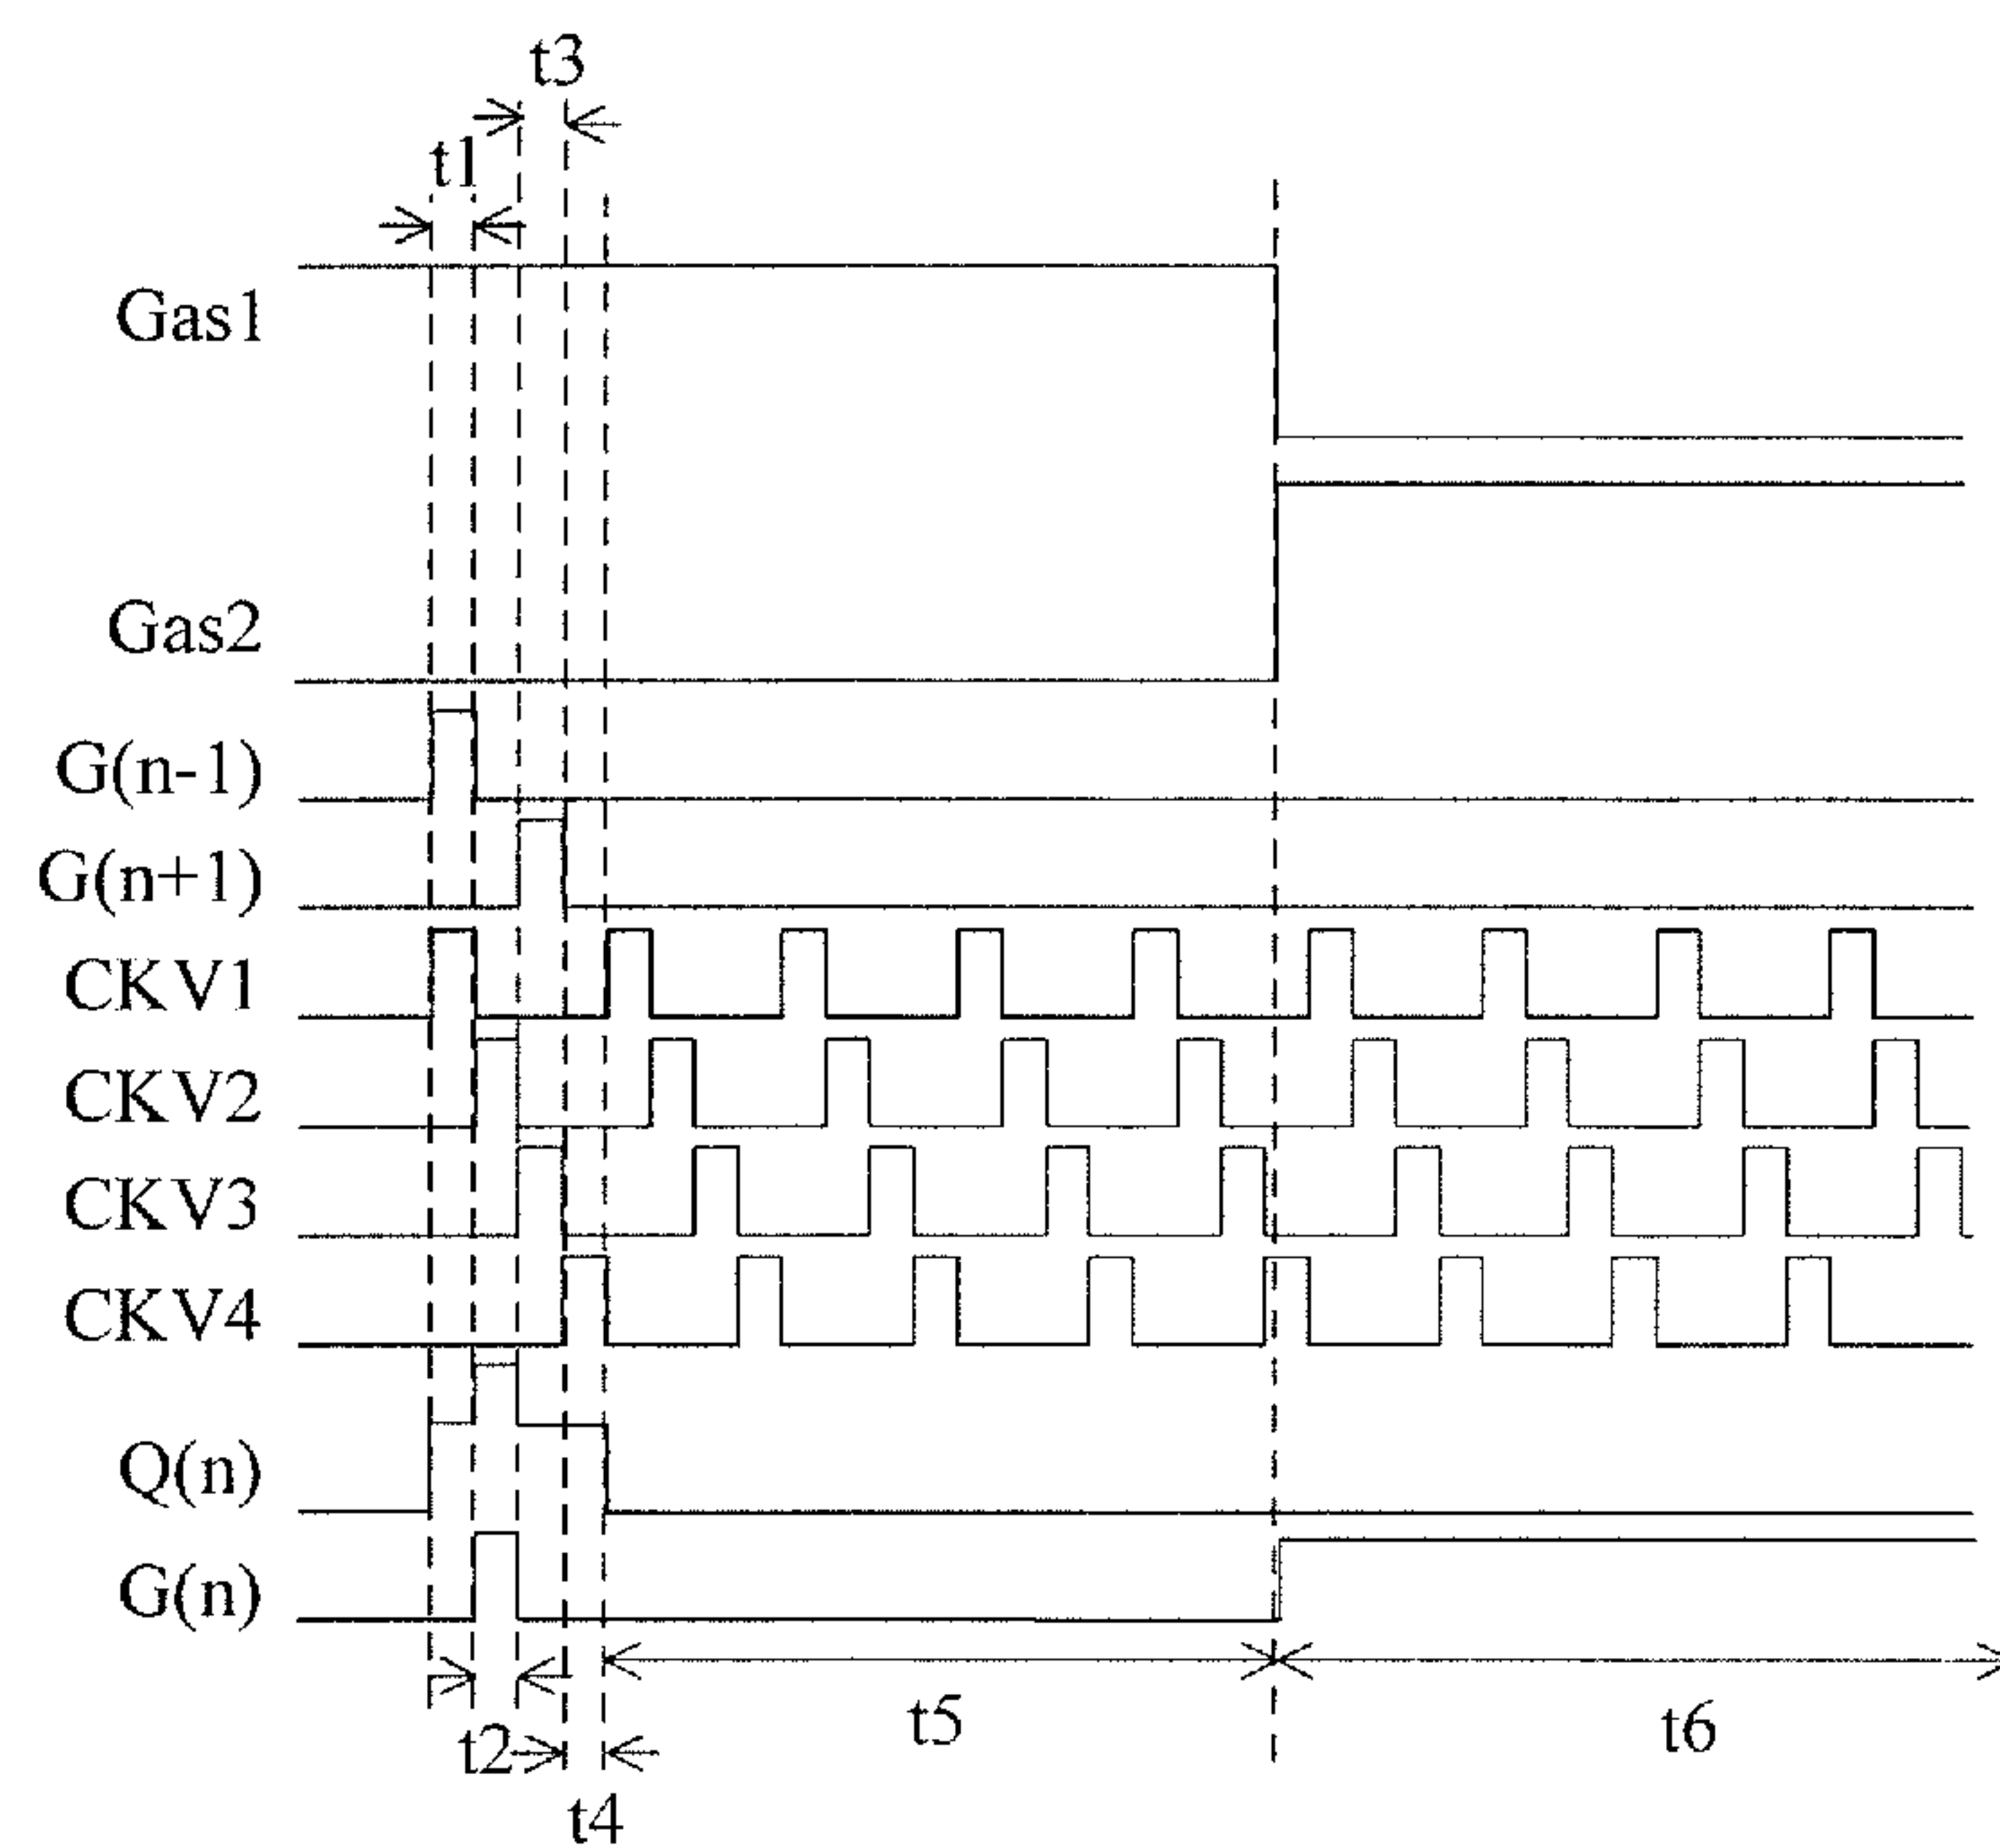 t3
t1
Gas1
Gas2
G(n-1)
G(n+1)
CKV1
CKV2
CKV3
CKV4
Q(n)
G(n)
t2
t5
t6
t4